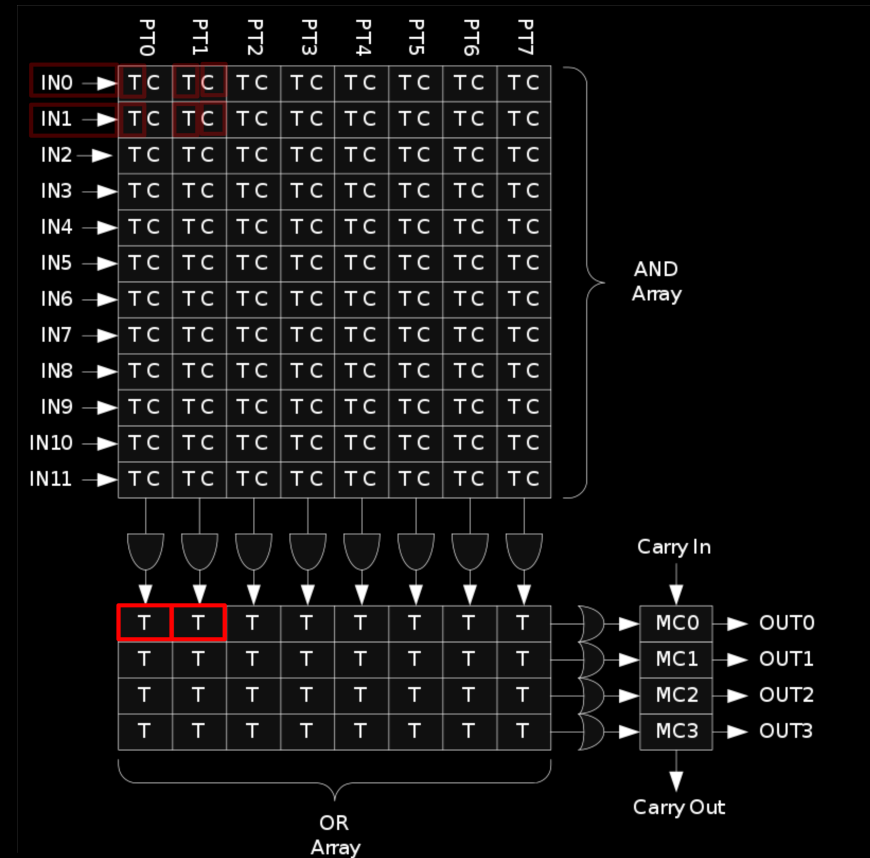 PT0 PT1 PT2 PT3 PT4 PT5 PT6 PT7
IN0 T C T C T C T C T C T C T C T C
IN1 T C T C T C T C T C T C T C T C
IN2 T C T C T C T C T C T C T C T C
IN3 T C T C T C T C T C T C T C T C
IN4 T C T C T C T C T C T C T C T C
IN5 T C T C T C T C T C T C T C T C
IN6 T C T C T C T C T C T C T C T C
IN7 T C T C T C T C T C T C T C T C
IN8 T C T C T C T C T C T C T C T C
IN9 T C T C T C T C T C T C T C T C
IN10 T C T C T C T C T C T C T C T C
IN11 T C T C T C T C T C T C T C T C
AND
Array
Carry In
T T T T T T T T MC0 OUT0
T T T T T T T T MC1 OUT1
T T T T T T T T MC2 OUT2
T T T T T T T T MC3 OUT3
Carry Out
OR
Array